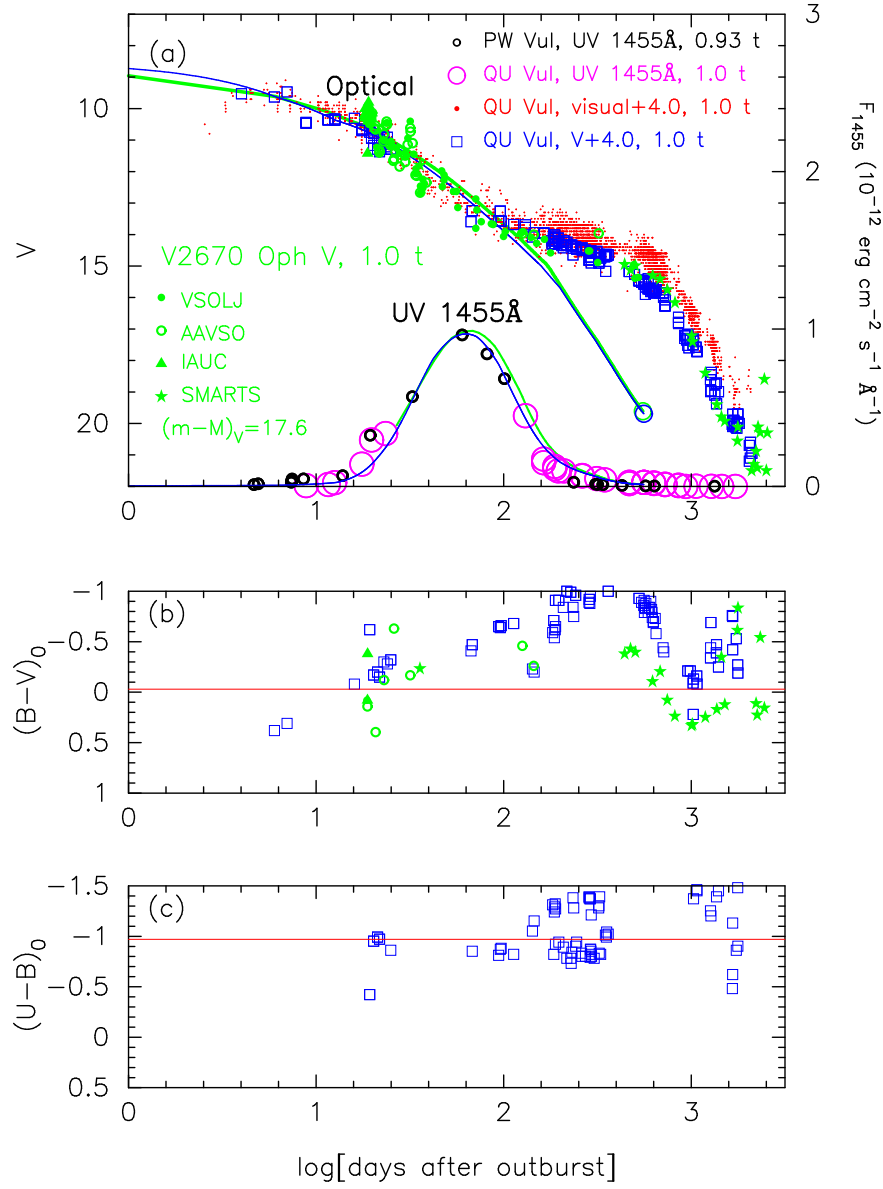 (a)
PW Vul, UV 1455Å, 0.93 t
QU Vul, UV 1455Å, 1.0 t
QU Vul, visual+4.0, 1.0 t
QU Vul, V+4.0, 1.0 t
Optical
V2670 Oph V, 1.0 t
VSOLJ
AAVSO
IAUC
SMARTS
(m−M)V=17.6
UV 1455Å
V
10
15
20
3
2
1
0
F1455 (10−12 erg cm−2 s−1 Å−1)
0 1 2 3
(b)
(B−V)0
−1
−0.5
0
0.5
1
0 1 2 3
(c)
(U−B)0
−1.5
−1
−0.5
0
0.5
0 1 2 3
log[days after outburst]